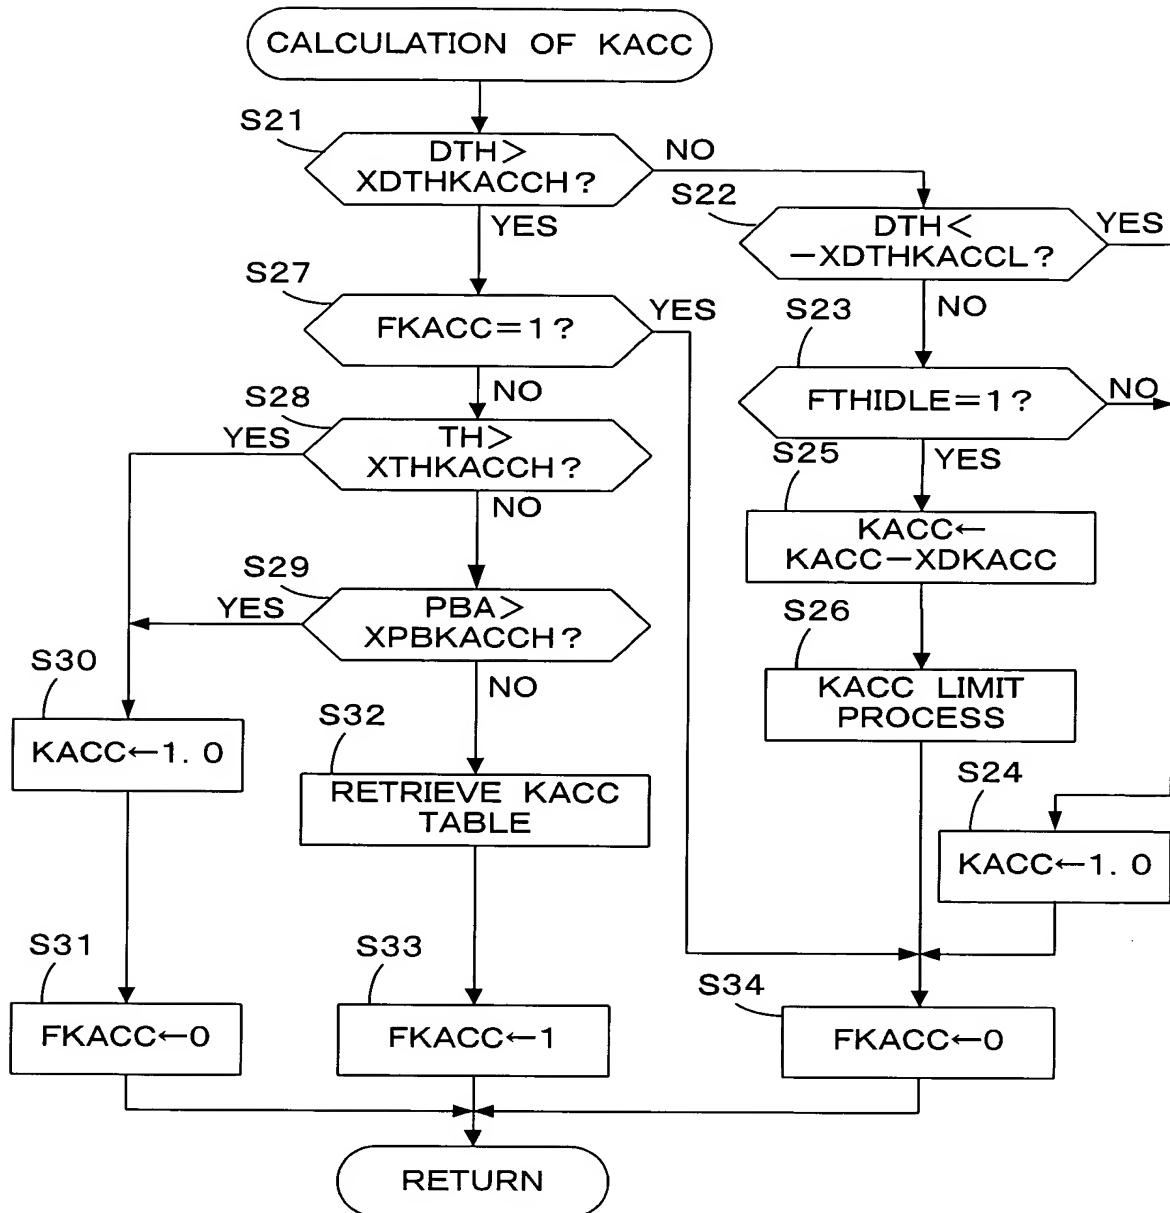 CALCULATION OF KACC
S21
DTH>
XDTHKACCH?
NO
YES
S22
DTH<
−XDTHKACCL?
YES
NO
S27
FKACC=1?
YES
NO
S23
FTHIDLE=1?
NO
YES
S28
TH>
XTHKACCH?
YES
NO
S25
KACC←
KACC−XDKACC
S29
PBA>
XPBKACCH?
YES
NO
S26
KACC LIMIT
PROCESS
S30
KACC←1.0
S32
RETRIEVE KACC
TABLE
S24
KACC←1.0
S31
FKACC←0
S33
FKACC←1
S34
FKACC←0
RETURN